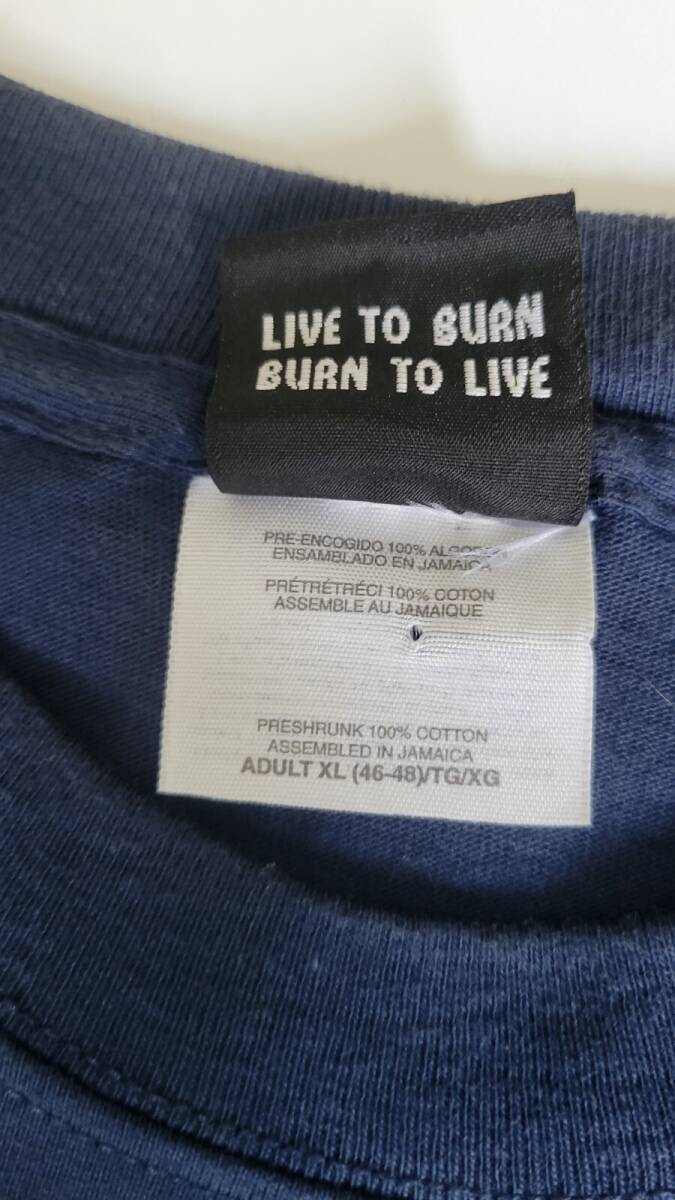 LIVE TO BURN
BURN TO LIVE
PRE-ENCOGIDO 100% ALGODON
ENSAMBLADO EN JAMAICA
PRÉTRÉTRÉCI 100% COTON
ASSEMBLE AU JAMAIQUE
PRESHRUNK 100% COTTON
ASSEMBLED IN JAMAICA
ADULT XL (46-48)/TG/XG